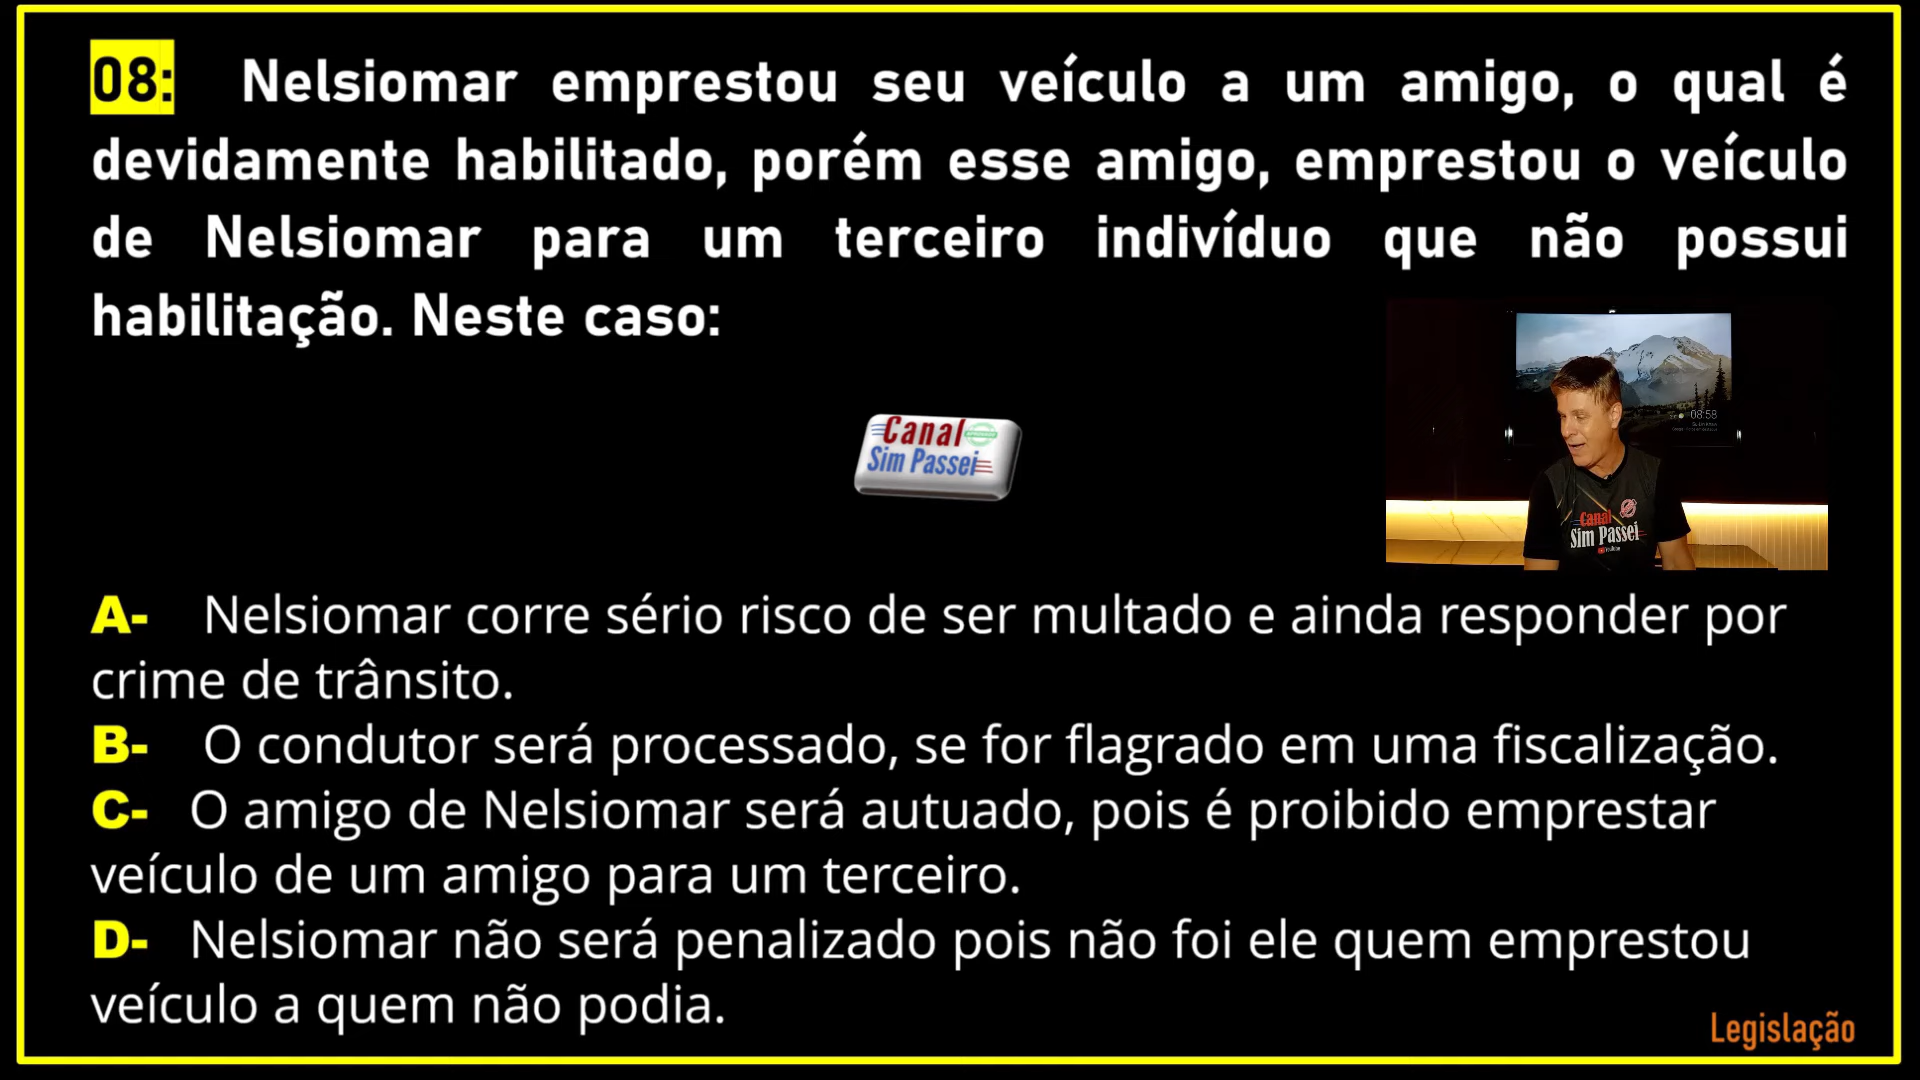 08: Nelsiomar emprestou seu veículo a um amigo, o qual é
devidamente habilitado, porém esse amigo, emprestou o veículo
de Nelsiomar para um terceiro indivíduo que não possui
habilitação. Neste caso:
08:58
Canal
Sim Passei
Canal
Sim Passei
A- Nelsiomar corre sério risco de ser multado e ainda responder por
crime de trânsito.
B- O condutor será processado, se for flagrado em uma fiscalização.
C- O amigo de Nelsiomar será autuado, pois é proibido emprestar
veículo de um amigo para um terceiro.
D- Nelsiomar não será penalizado pois não foi ele quem emprestou
veículo a quem não podia.
Legislação